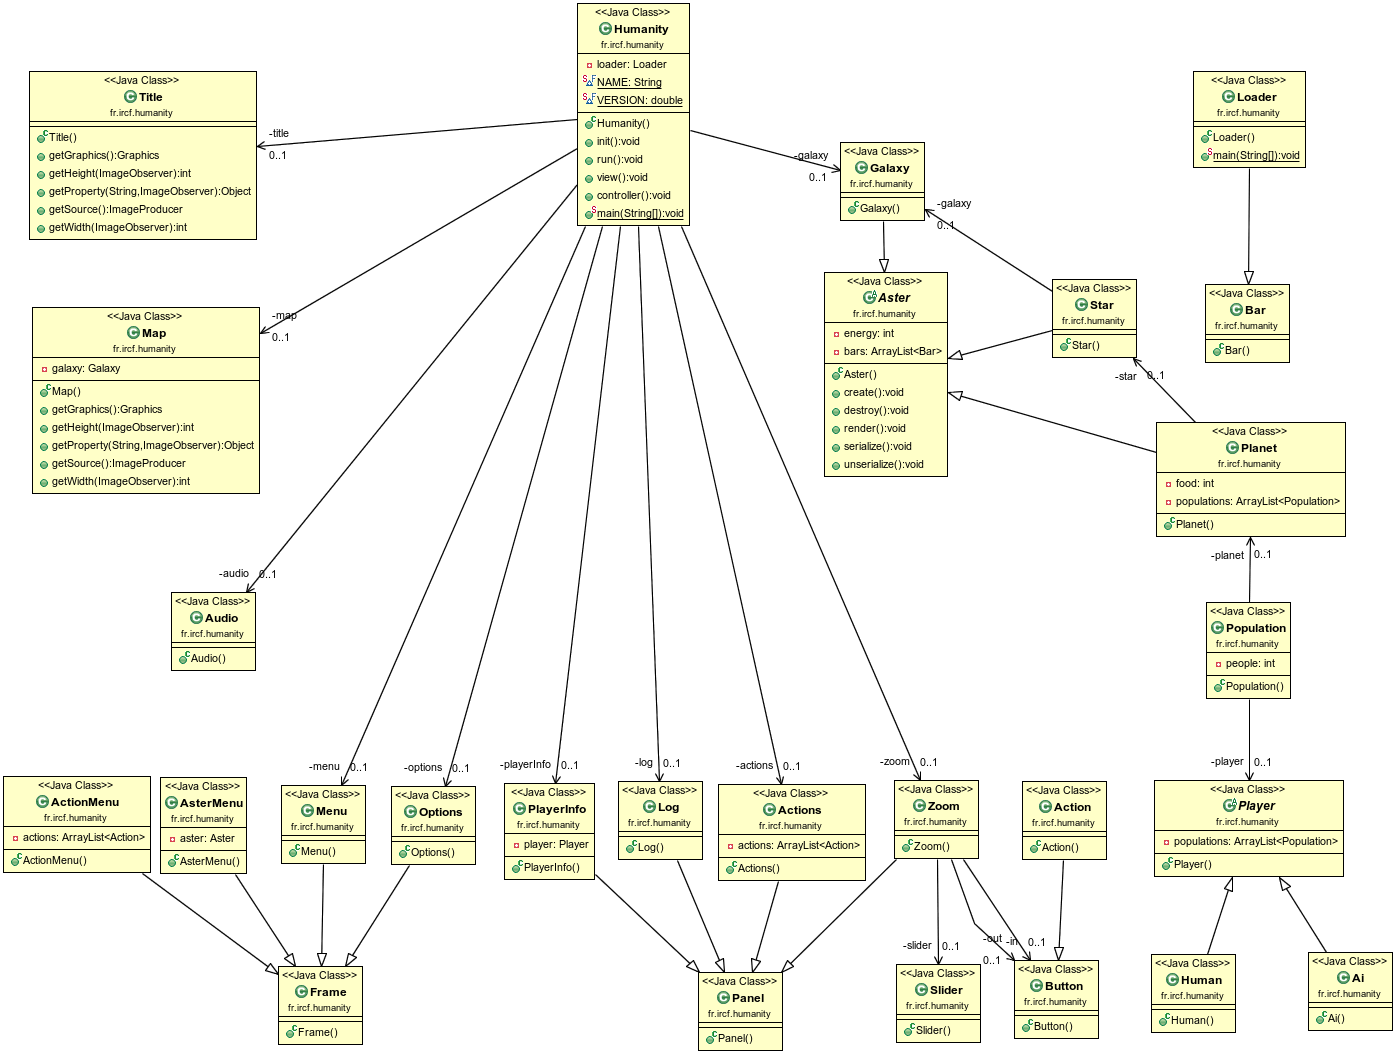 <<Java Class>>
Humanity
fr.ircf.humanity
loader: Loader
NAME: String
VERSION: double
Humanity()
init():void
run():void
view():void
controller():void
main(String[]):void
<<Java Class>>
Title
fr.ircf.humanity
Title()
getGraphics():Graphics
getHeight(ImageObserver):int
getProperty(String,ImageObserver):Object
getSource():ImageProducer
getWidth(ImageObserver):int
-title
0..1
<<Java Class>>
Loader
fr.ircf.humanity
Loader()
main(String[]):void
-galaxy
0..1
<<Java Class>>
Galaxy
fr.ircf.humanity
Galaxy()
-galaxy
0..1
<<Java Class>>
Aster
fr.ircf.humanity
energy: int
bars: ArrayList<Bar>
Aster()
create():void
destroy():void
render():void
serialize():void
unserialize():void
<<Java Class>>
Star
fr.ircf.humanity
Star()
<<Java Class>>
Bar
fr.ircf.humanity
Bar()
<<Java Class>>
Map
fr.ircf.humanity
galaxy: Galaxy
Map()
getGraphics():Graphics
getHeight(ImageObserver):int
getProperty(String,ImageObserver):Object
getSource():ImageProducer
getWidth(ImageObserver):int
-map
0..1
-star
0..1
<<Java Class>>
Planet
fr.ircf.humanity
food: int
populations: ArrayList<Population>
Planet()
-planet
0..1
-audio
0..1
<<Java Class>>
Audio
fr.ircf.humanity
Audio()
<<Java Class>>
Population
fr.ircf.humanity
people: int
Population()
-menu
0..1
-options
0..1
-playerInfo
0..1
-log
0..1
-actions
0..1
-zoom
0..1
-player
0..1
<<Java Class>>
ActionMenu
fr.ircf.humanity
actions: ArrayList<Action>
ActionMenu()
<<Java Class>>
AsterMenu
fr.ircf.humanity
aster: Aster
AsterMenu()
<<Java Class>>
Menu
fr.ircf.humanity
Menu()
<<Java Class>>
Options
fr.ircf.humanity
Options()
<<Java Class>>
PlayerInfo
fr.ircf.humanity
player: Player
PlayerInfo()
<<Java Class>>
Log
fr.ircf.humanity
Log()
<<Java Class>>
Actions
fr.ircf.humanity
actions: ArrayList<Action>
Actions()
<<Java Class>>
Zoom
fr.ircf.humanity
Zoom()
<<Java Class>>
Action
fr.ircf.humanity
Action()
<<Java Class>>
Player
fr.ircf.humanity
populations: ArrayList<Population>
Player()
-slider
0..1
-out
0..1
-in
0..1
<<Java Class>>
Frame
fr.ircf.humanity
Frame()
<<Java Class>>
Panel
fr.ircf.humanity
Panel()
<<Java Class>>
Slider
fr.ircf.humanity
Slider()
<<Java Class>>
Button
fr.ircf.humanity
Button()
<<Java Class>>
Human
fr.ircf.humanity
Human()
<<Java Class>>
Ai
fr.ircf.humanity
Ai()